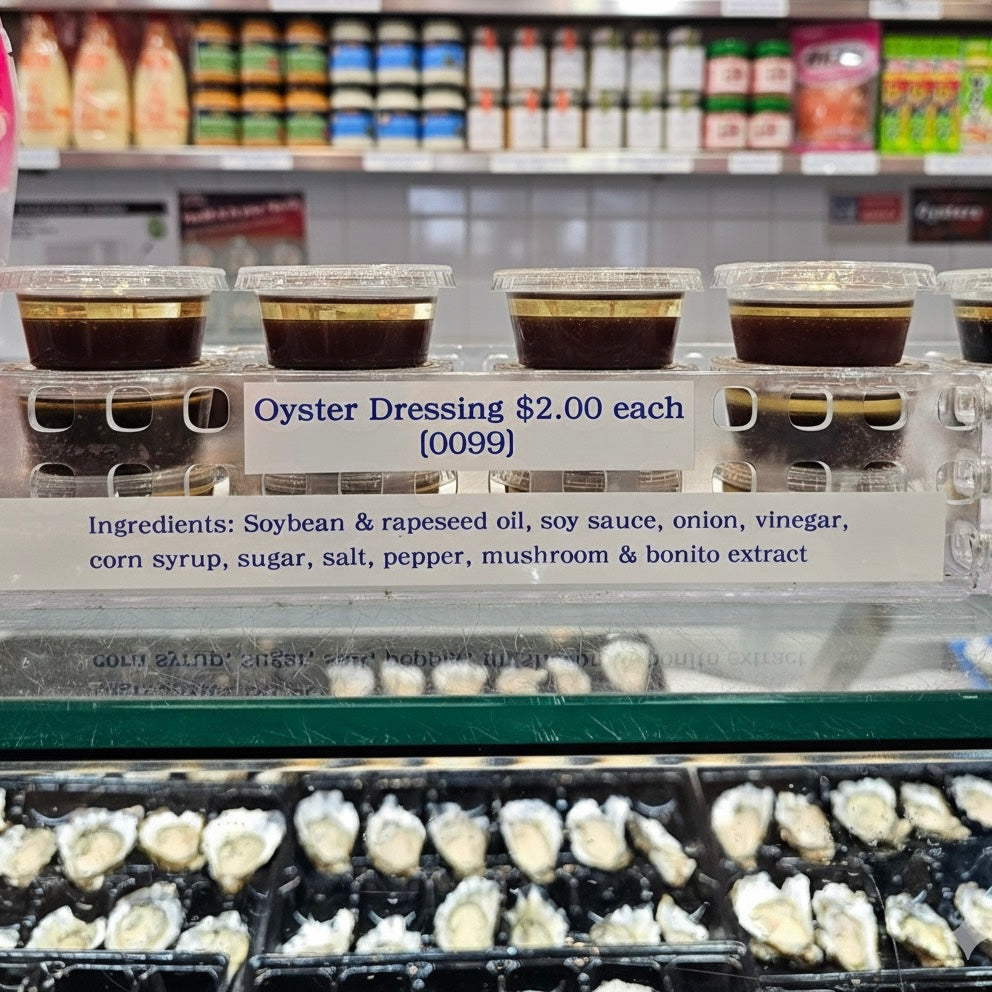 Oysters
Oyster Dressing $2.00 each
(0099)
Ingredients: Soybean & rapeseed oil, soy sauce, onion, vinegar,
corn syrup, sugar, salt, pepper, mushroom & bonito extract